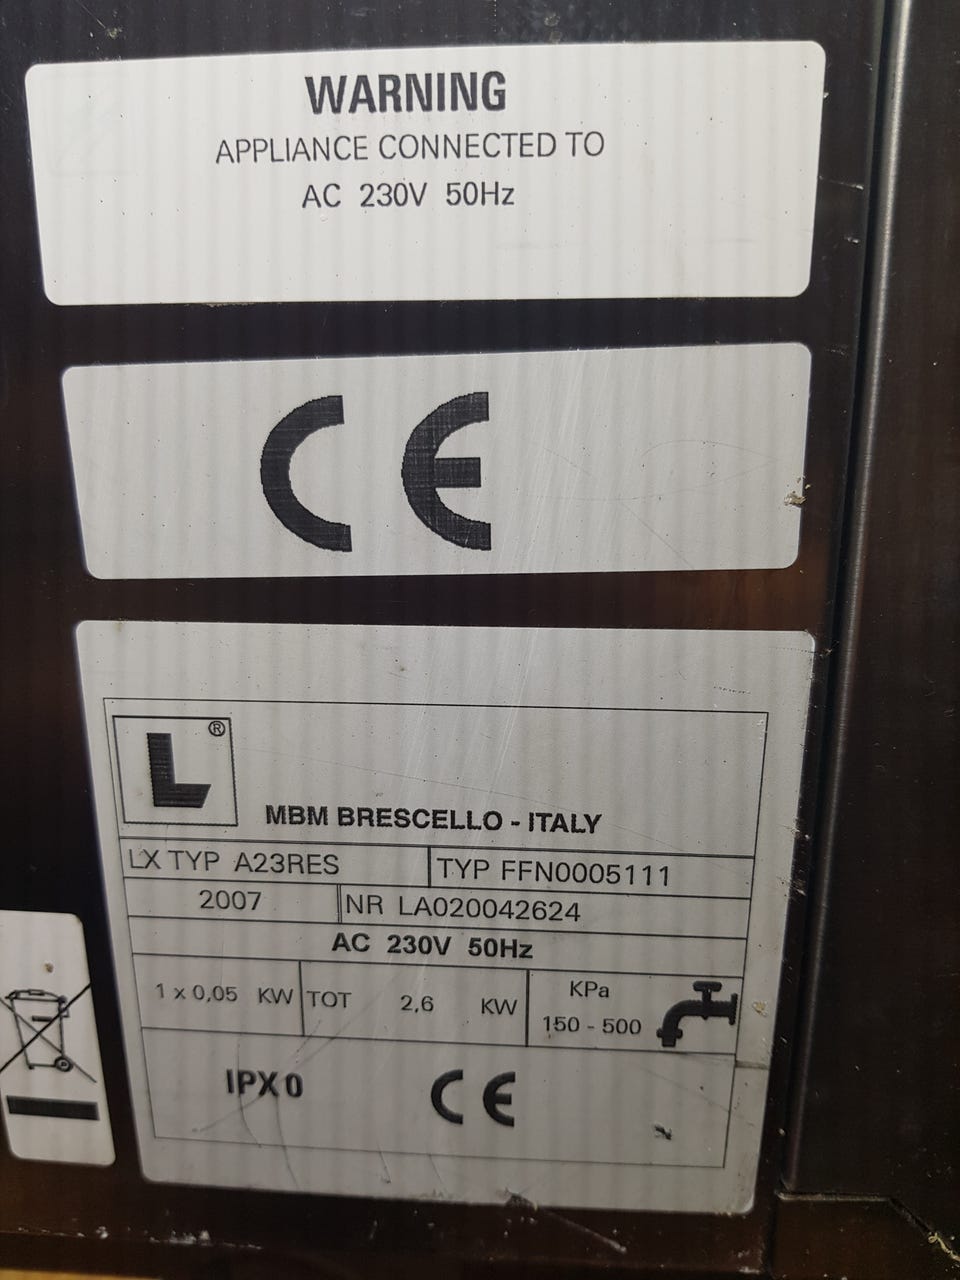 WARNING
APPLIANCE CONNECTED TO
AC 230V 50Hz
CE
L®
MBM BRESCELLO - ITALY
LX TYP A23RES TYP FFN0005111
2007 NR LA020042624
AC 230V 50Hz
1 x 0,05 KW TOT 2,6 KW KPa
150 - 500
IPX0 CE